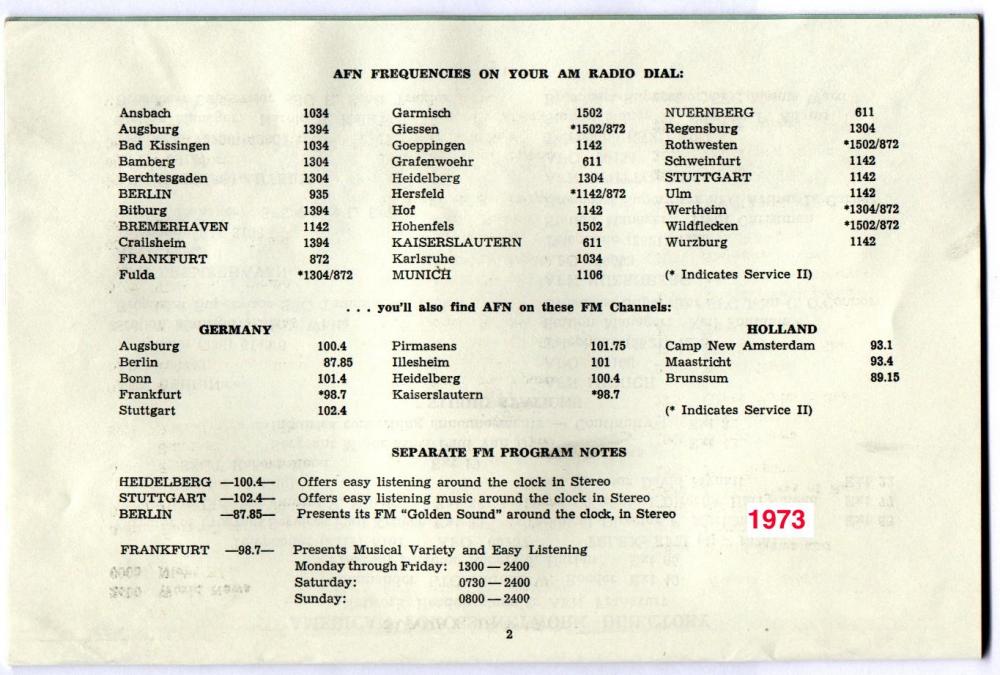 AFN FREQUENCIES ON YOUR AM RADIO DIAL:
Ansbach 1034 Garmisch 1502 NUERNBERG 611
Augsburg 1394 Giessen *1502/872 Regensburg 1304
Bad Kissingen 1034 Goeppingen 1142 Rothwesten *1502/872
Bamberg 1304 Grafenwoehr 611 Schweinfurt 1142
Berchtesgaden 1304 Heidelberg 1304 STUTTGART 1142
BERLIN 935 Hersfeld *1142/872 Ulm 1142
Bitburg 1394 Hof 1142 Wertheim *1304/872
BREMERHAVEN 1142 Hohenfels 1502 Wildflecken *1502/872
Crailsheim 1394 KAISERSLAUTERN 611 Wurzburg 1142
FRANKFURT 872 Karlsruhe 1034
Fulda *1304/872 MUNICH 1106 (* Indicates Service II)
. . . you'll also find AFN on these FM Channels:
GERMANY HOLLAND
Augsburg 100.4 Pirmasens 101.75 Camp New Amsterdam 93.1
Berlin 87.85 Illesheim 101 Maastricht 93.4
Bonn 101.4 Heidelberg 100.4 Brunssum 89.15
Frankfurt *98.7 Kaiserslautern *98.7
Stuttgart 102.4 (* Indicates Service II)
SEPARATE FM PROGRAM NOTES
HEIDELBERG —100.4— Offers easy listening around the clock in Stereo
STUTTGART —102.4— Offers easy listening music around the clock in Stereo
BERLIN —87.85— Presents its FM "Golden Sound" around the clock, in Stereo
1973
FRANKFURT —98.7— Presents Musical Variety and Easy Listening
Monday through Friday: 1300 — 2400
Saturday: 0730 — 2400
Sunday: 0800 — 2400
2